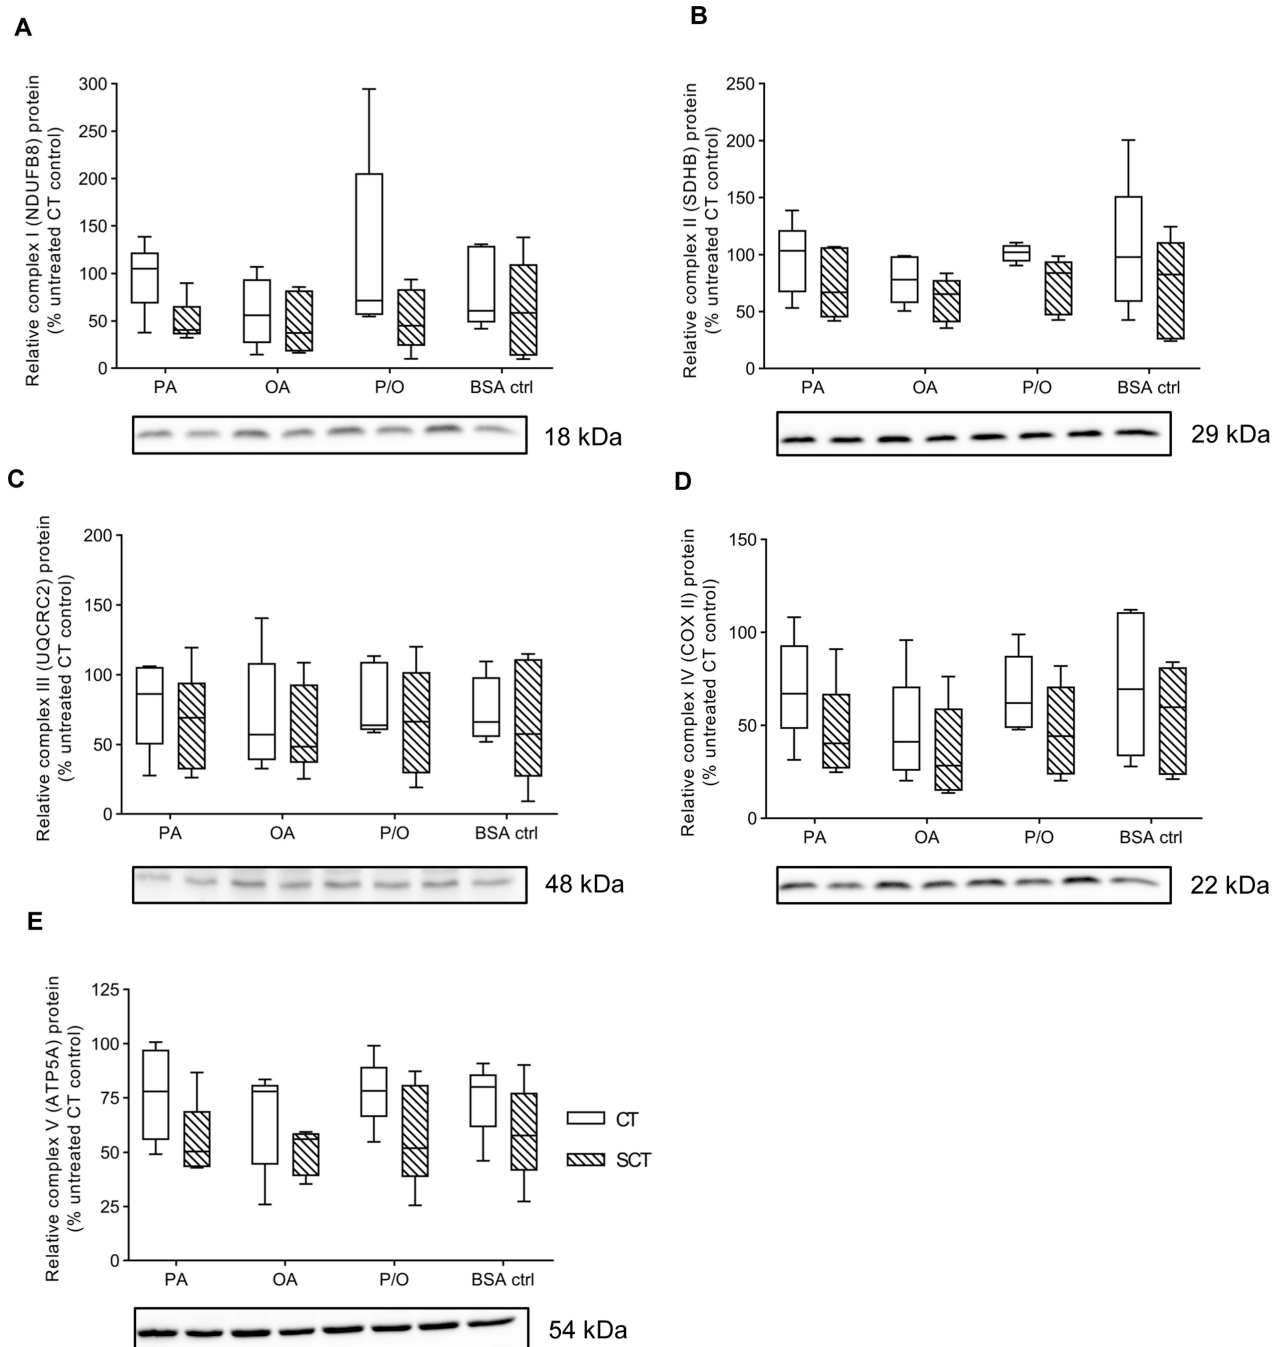 A
Relative complex I (NDUFB8) protein
(% untreated CT control)
300
250
200
150
100
50
0
PA OA P/O BSA ctrl
18 kDa
B
Relative complex II (SDHB) protein
(% untreated CT control)
250
200
150
100
50
0
PA OA P/O BSA ctrl
29 kDa
C
Relative complex III (UQCRC2) protein
(% untreated CT control)
200
150
100
50
0
PA OA P/O BSA ctrl
48 kDa
D
Relative complex IV (COX II) protein
(% untreated CT control)
150
100
50
0
PA OA P/O BSA ctrl
22 kDa
E
Relative complex V (ATP5A) protein
(% untreated CT control)
125
100
75
50
25
0
PA OA P/O BSA ctrl
CT
SCT
54 kDa